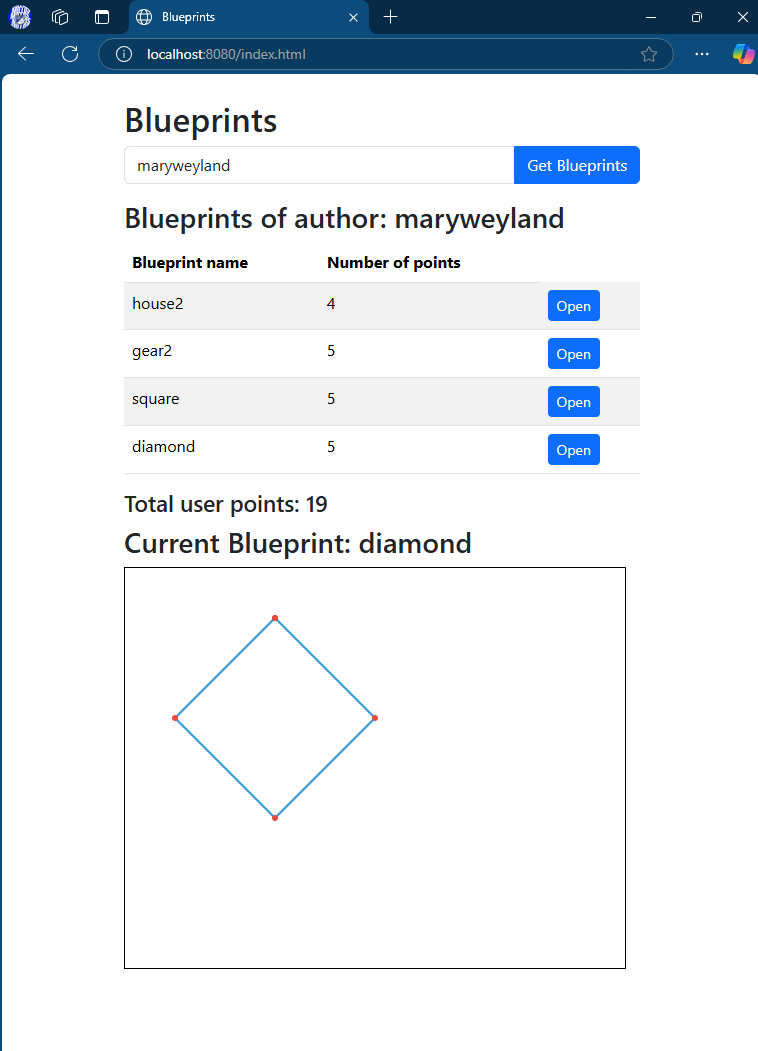 Blueprints
localhost:8080/index.html
Blueprints
maryweyland Get Blueprints
Blueprints of author: maryweyland
Blueprint name Number of points
house2 4 Open
gear2 5 Open
square 5 Open
diamond 5 Open
Total user points: 19
Current Blueprint: diamond